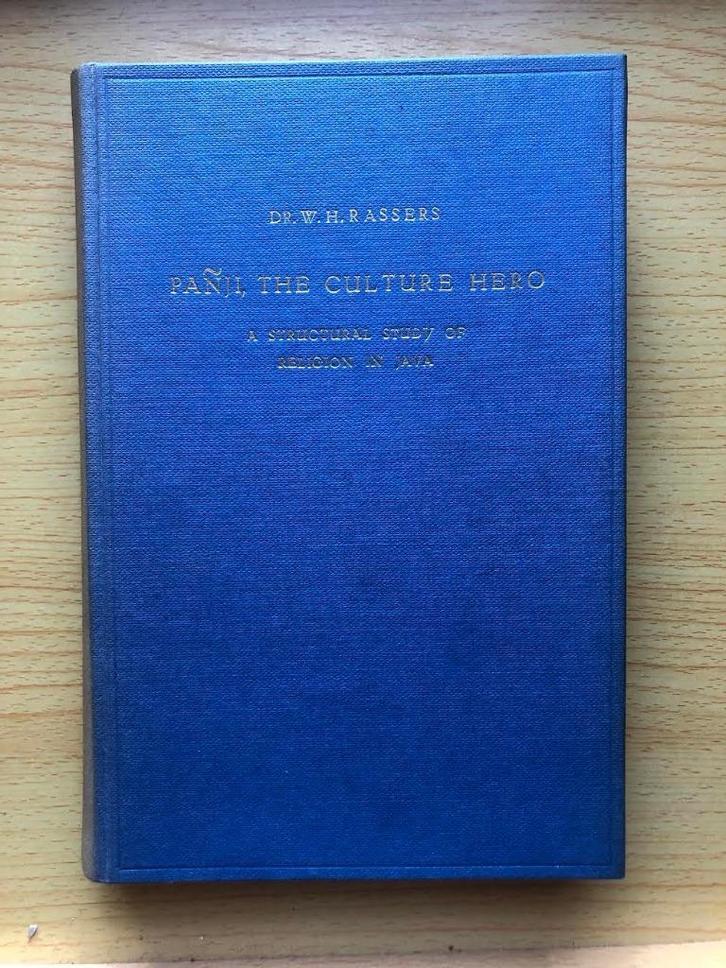 DR. W. H. RASSERS
PAÑJI, THE CULTURE HERO
A STRUCTURAL STUDY OF
RELIGION IN JAVA